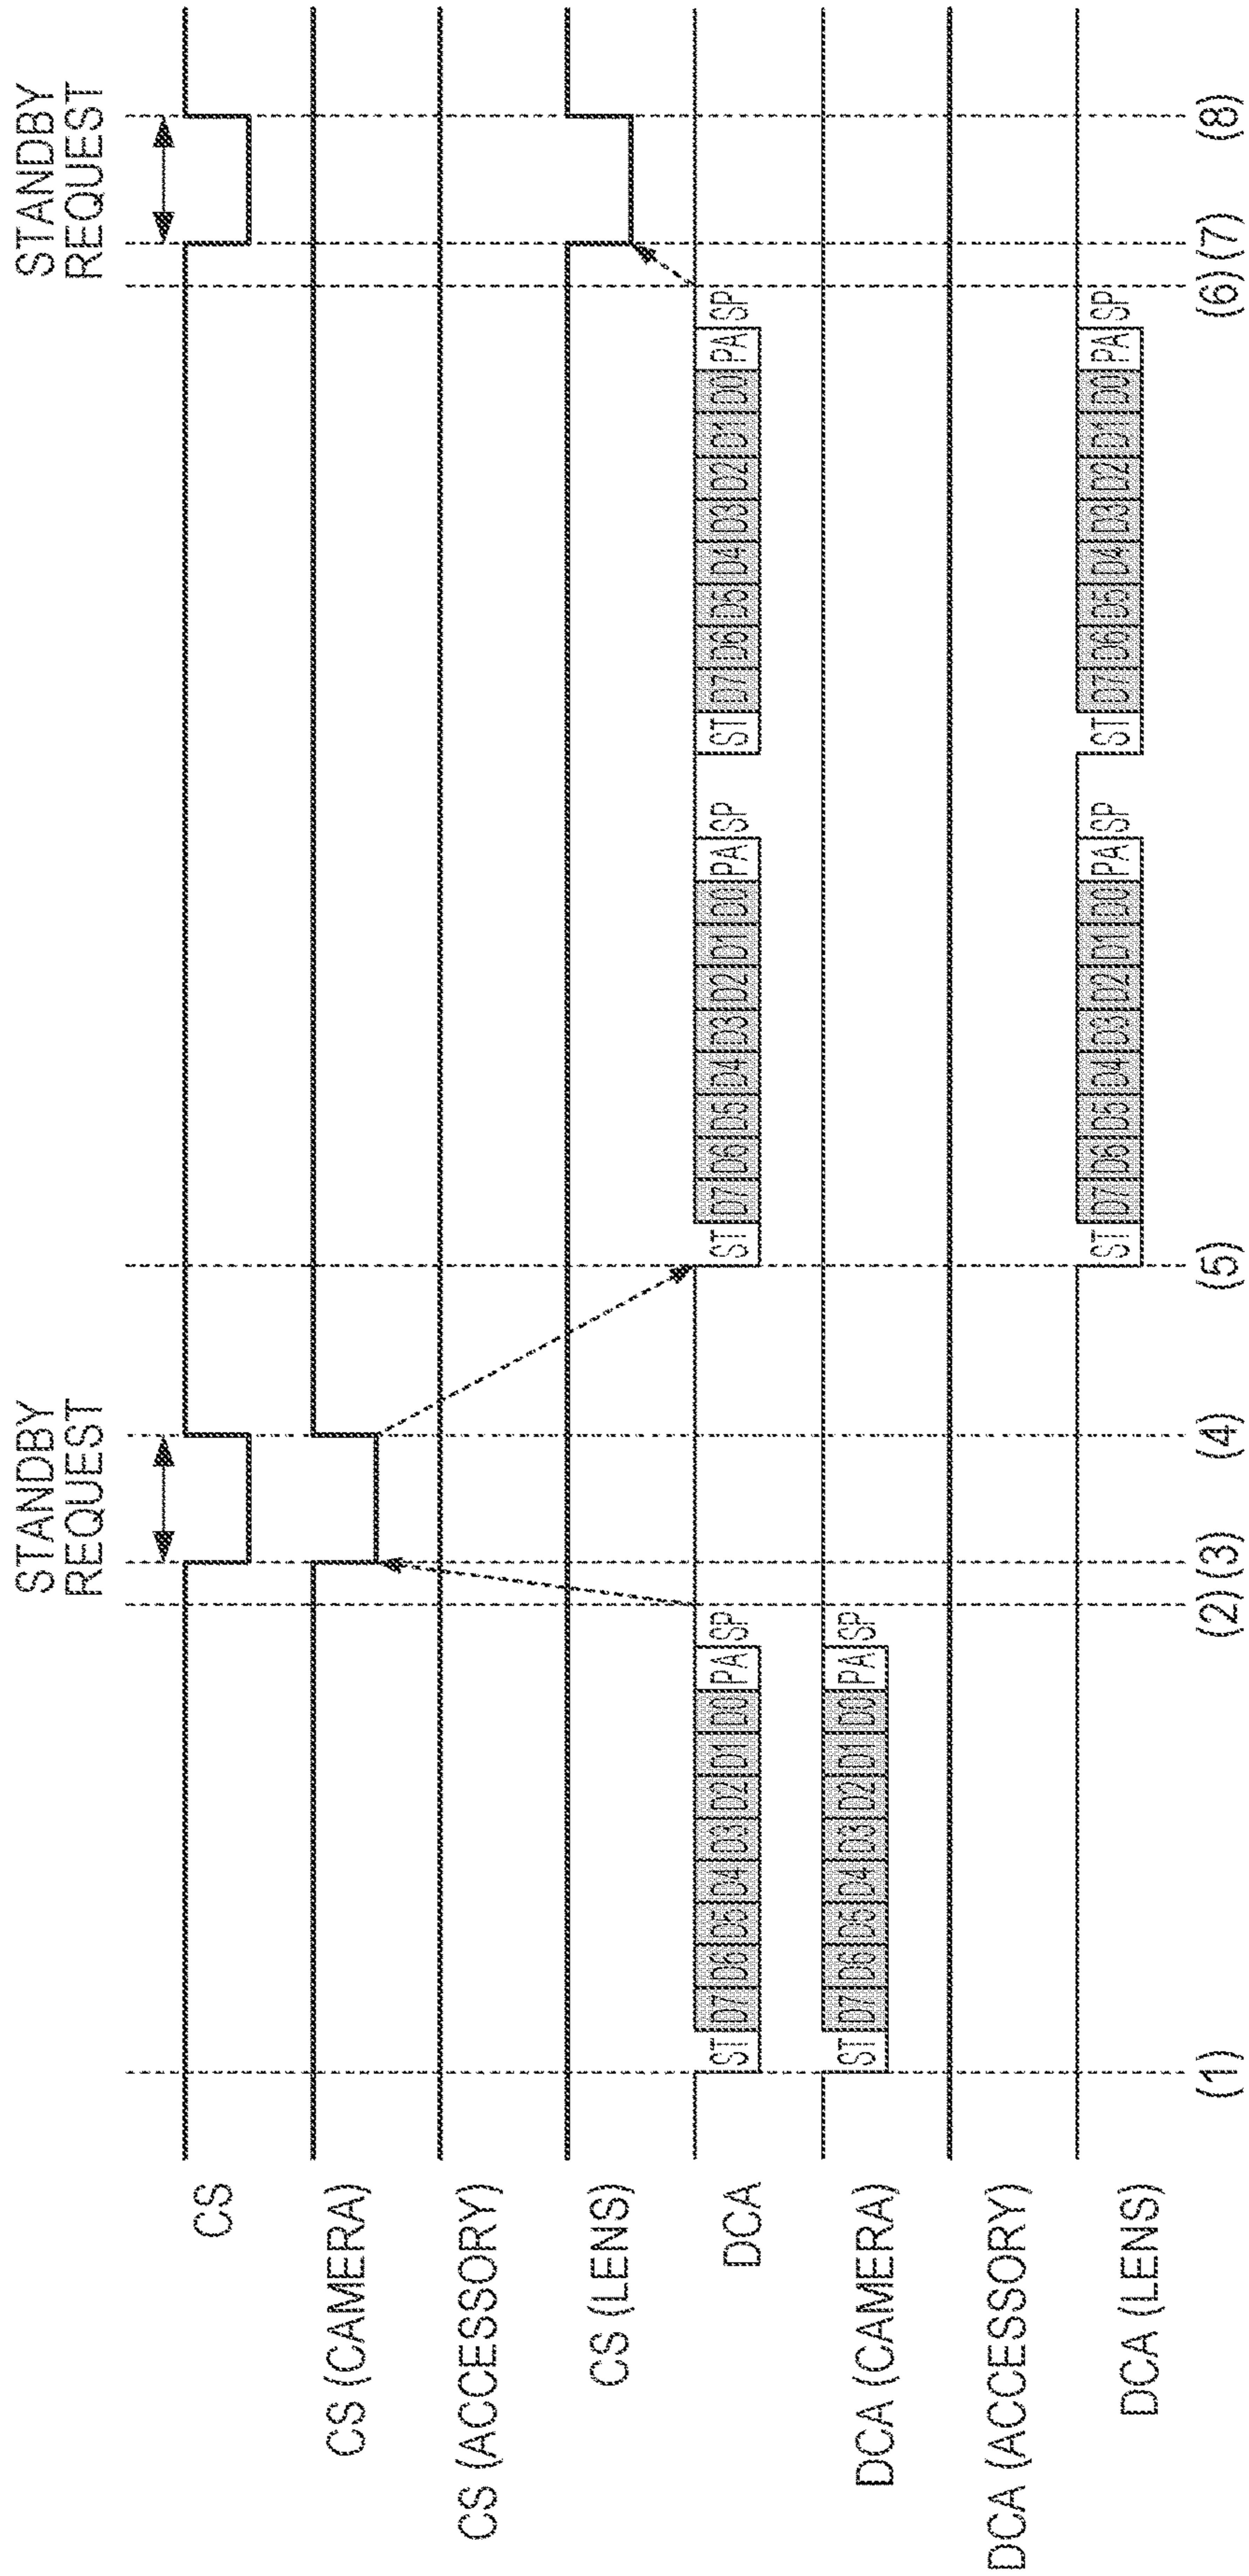 STANDBY
REQUEST
STANDBY
REQUEST
CS
CS (CAMERA)
CS (ACCESSORY)
CS (LENS)
DCA
ST D7 D6 D5 D4 D3 D2 D1 D0 PA SP
ST D7 D6 D5 D4 D3 D2 D1 D0 PA SP
ST D7 D6 D5 D4 D3 D2 D1 D0 PA SP
DCA (CAMERA)
ST D7 D6 D5 D4 D3 D2 D1 D0 PA SP
DCA (ACCESSORY)
DCA (LENS)
ST D7 D6 D5 D4 D3 D2 D1 D0 PA SP
ST D7 D6 D5 D4 D3 D2 D1 D0 PA SP
(1) (2) (3) (4) (5) (6) (7) (8)